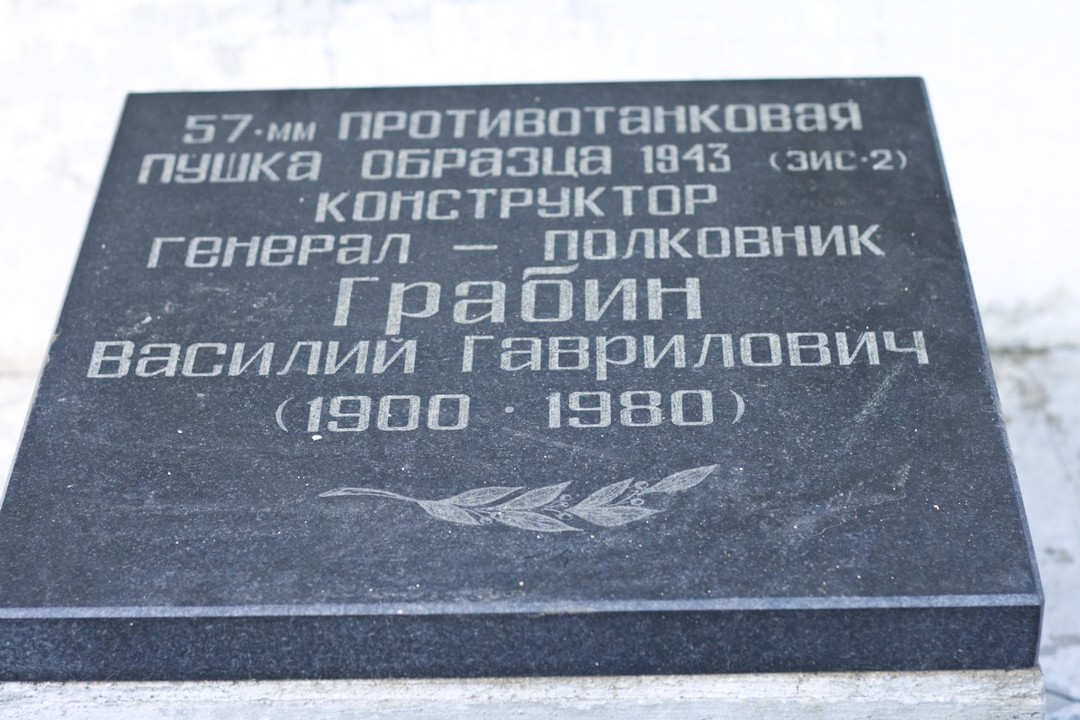 57·мм ПРОТИВОТАНКОВАЯ
ПУШКА ОБРАЗЦА 1943 (ЗИС·2)
КОНСТРУКТОР
ГЕНЕРАЛ – ПОЛКОВНИК
Грабин
Василий Гаврилович
(1900 · 1980)